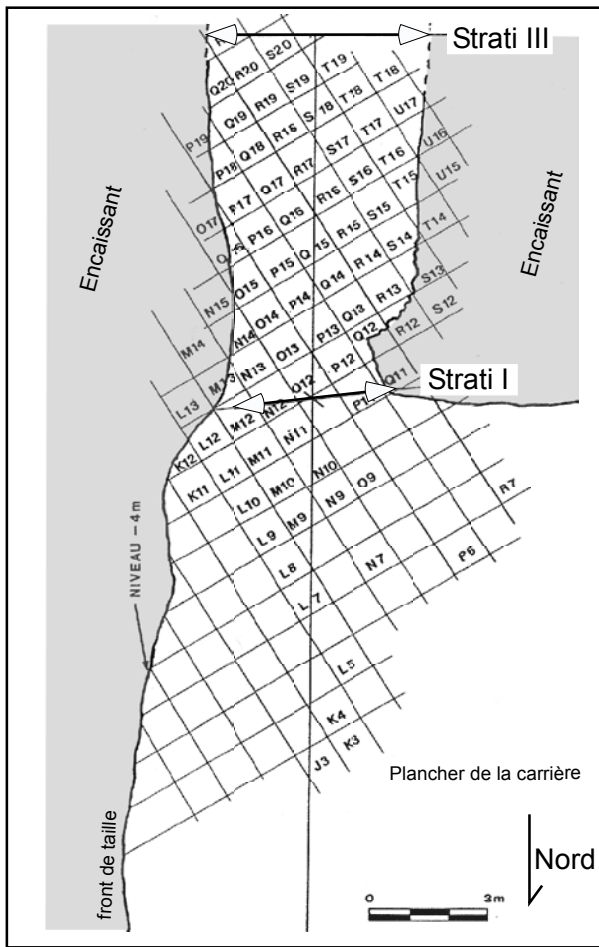 Strati III
S20
R20
Q20
T19
S19
R19
Q19
P19
T18
S18
R18
Q18
P18
U17
T17
S17
R17
Q17
P17
O17
U16
T16
S16
R16
Q16
P16
U15
T15
S15
R15
Q15
P15
O15
N15
T14
S14
R14
Q14
P14
O14
N14
M14
S13
R13
Q13
P13
O13
N13
M13
L13
S12
R12
Q12
P12
O12
N12
M12
L12
K12
Q11
N11
M11
L11
K11
Encaissant
Encaissant
Strati I
N10
M10
L10
O9
N9
M9
L9
L8
R7
N7
L7
P6
L5
K4
K3
J3
NIVEAU – 4m
front de taille
Plancher de la carrière
Nord
0 2m